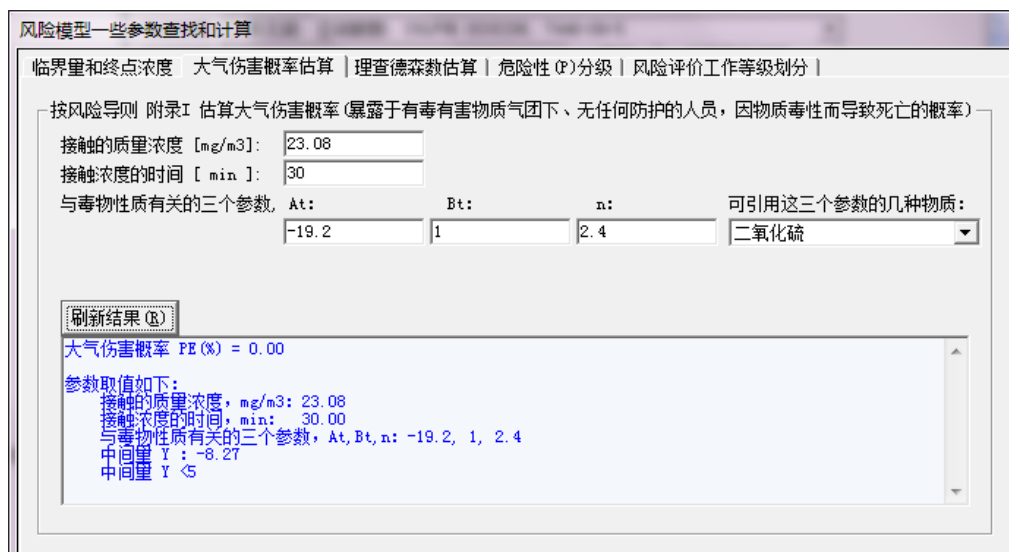 风险模型一些参数查找和计算
临界量和终点浓度 大气伤害概率估算 理查德森数估算 危险性(P)分级 风险评价工作等级划分
按风险导则 附录I 估算大气伤害概率(暴露于有毒有害物质气团下、无任何防护的人员，因物质毒性而导致死亡的概率)
接触的质量浓度 [mg/m3]: 23.08
接触浓度的时间 [ min ]: 30
与毒物性质有关的三个参数, At: Bt: n: 可引用这三个参数的几种物质:
-19.2 1 2.4 二氧化硫
刷新结果(R)
大气伤害概率 PE(%) = 0.00
参数取值如下:
接触的质量浓度, mg/m3: 23.08
接触浓度的时间, min: 30.00
与毒物性质有关的三个参数, At,Bt,n: -19.2, 1, 2.4
中间量 Y : -8.27
中间量 Y <5